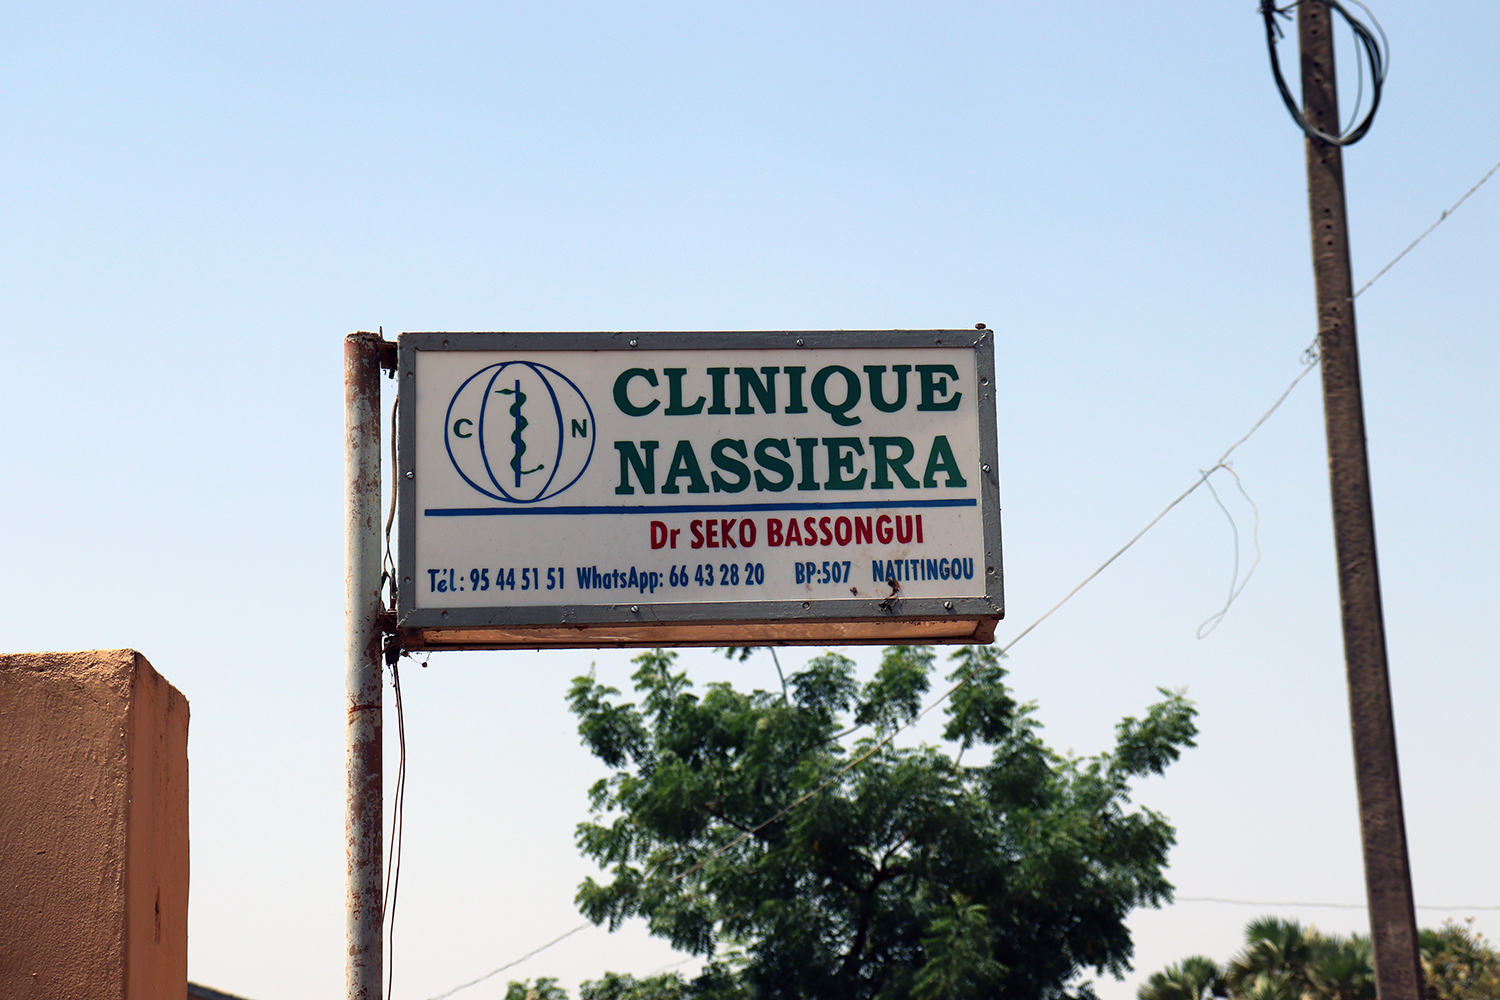 C N
CLINIQUE
NASSIERA
Dr SEKO BASSONGUI
Tél: 95 44 51 51 WhatsApp: 66 43 28 20 BP:507 NATITINGOU